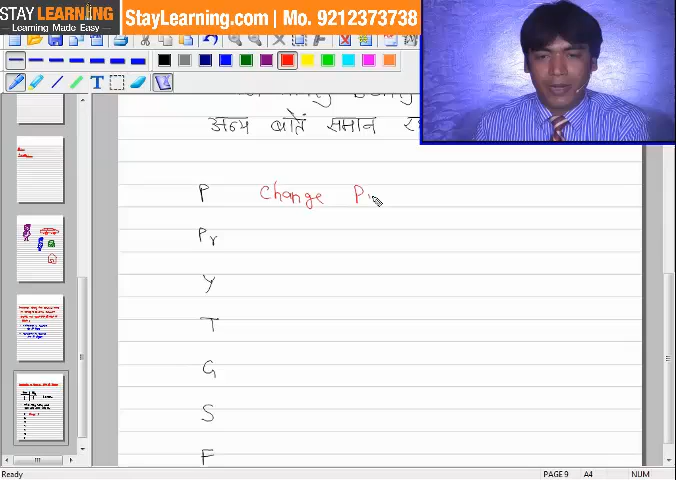 STAY LEARNING
Learning Made Easy
StayLearning.com | Mo. 9212373738
अन्य बातें समान
P Change P
Pr
Y
T
G
S
F
Ready
PAGE 9 A4 NUM